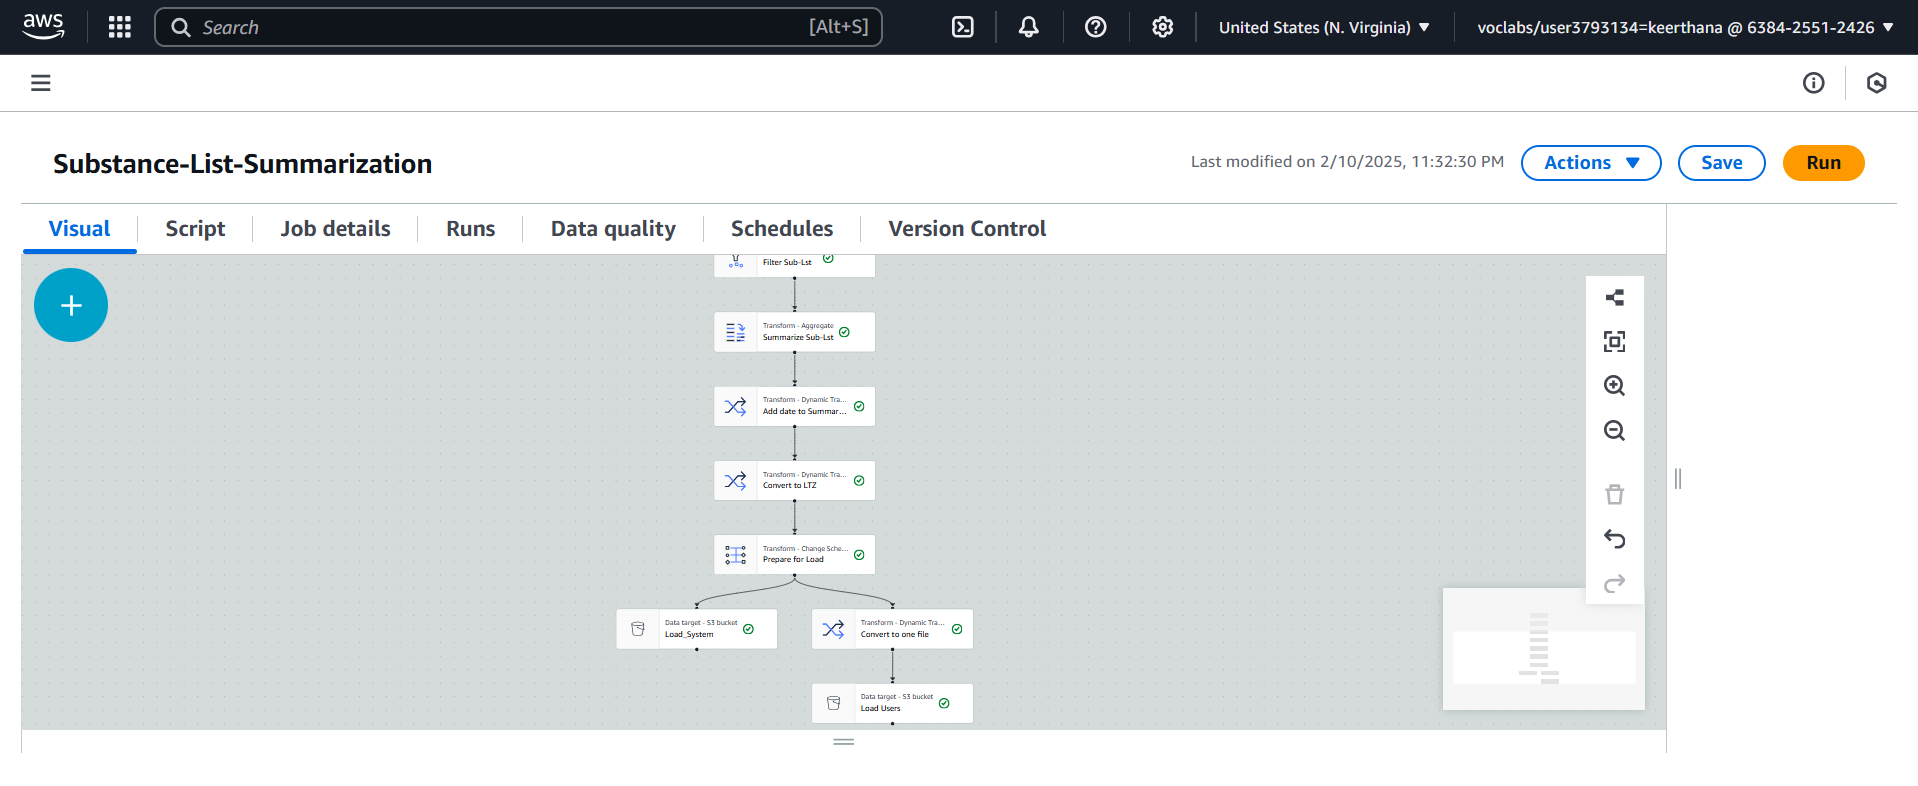 aws
Search
[Alt+S]
United States (N. Virginia)
voclabs/user3793134=keerthana @ 6384-2551-2426
Substance-List-Summarization
Last modified on 2/10/2025, 11:32:30 PM
Actions
Save
Run
Visual
Script
Job details
Runs
Data quality
Schedules
Version Control
Filter Sub-Lst
Transform - Aggregate
Summarize Sub-Lst
Transform - Dynamic Tra...
Add date to Summar...
Transform - Dynamic Tra...
Convert to LTZ
Transform - Change Sche...
Prepare for Load
Data target - S3 bucket
Load_System
Transform - Dynamic Tra...
Convert to one file
Data target - S3 bucket
Load Users